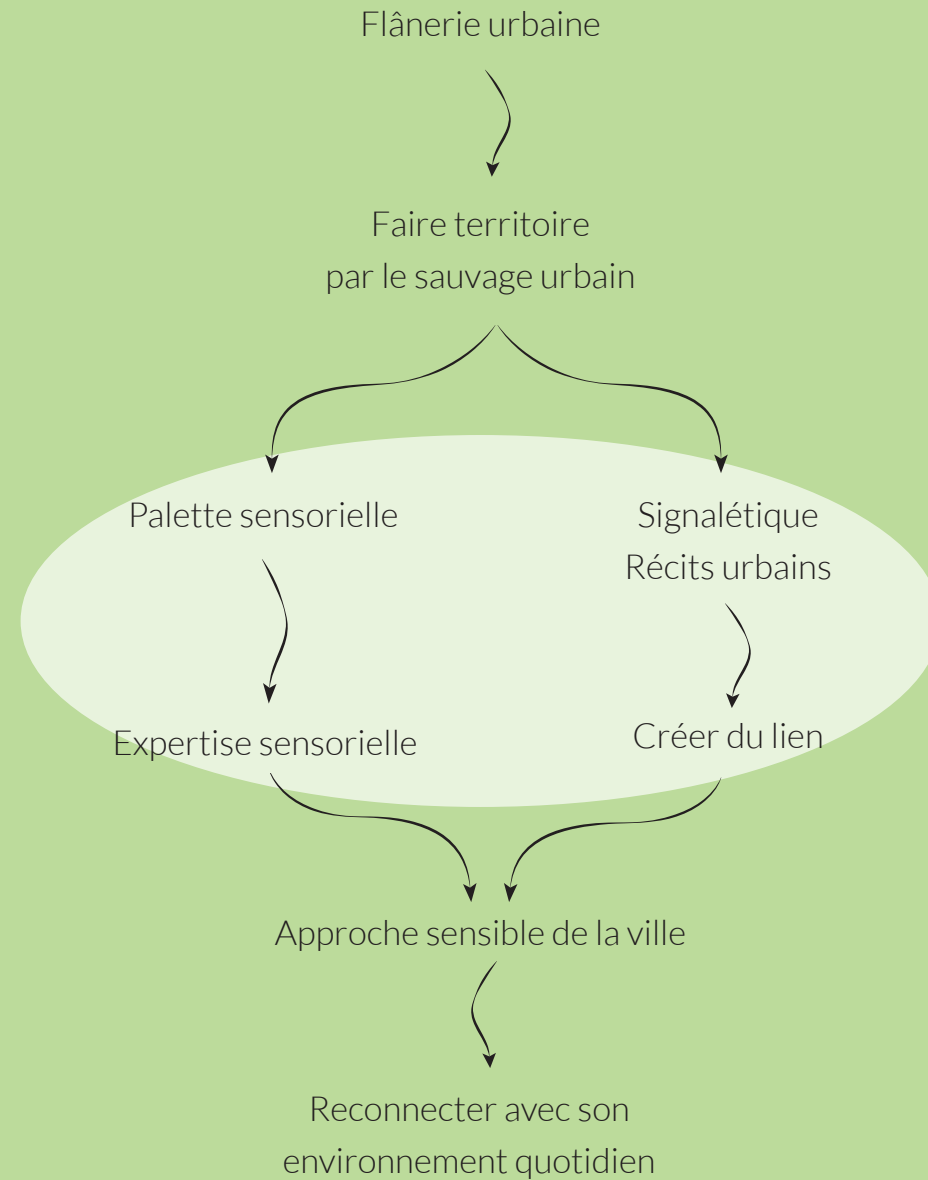 Flânerie urbaine
Faire territoire
par le sauvage urbain
Palette sensorielle
Signalétique
Récits urbains
Expertise sensorielle
Créer du lien
Approche sensible de la ville
Reconnecter avec son
environnement quotidien